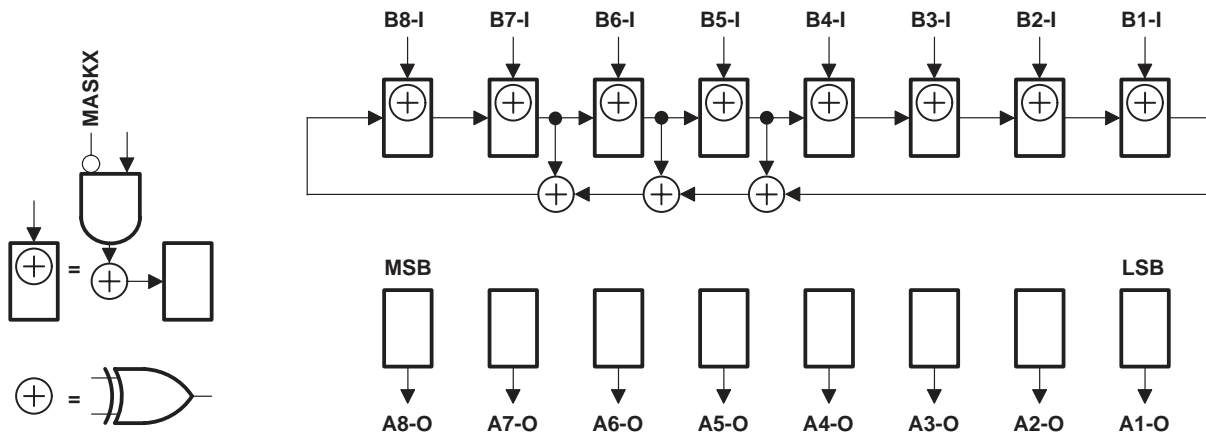 B8-I B7-I B6-I B5-I B4-I B3-I B2-I B1-I
MASKX
=
MSB LSB
=
A8-O A7-O A6-O A5-O A4-O A3-O A2-O A1-O